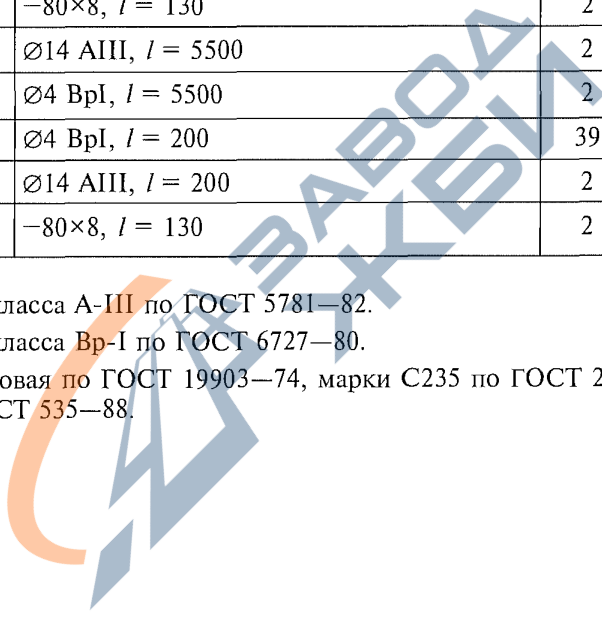 −80×8, l = 130 2
∅14 AIII, l = 5500 2
∅4 BpI, l = 5500 2
∅4 BpI, l = 200 39
∅14 AIII, l = 200 2
−80×8, l = 130 2
ласса А-III по ГОСТ 5781—82.
ласса Вр-I по ГОСТ 6727—80.
овая по ГОСТ 19903—74, марки С235 по ГОСТ 2
СТ 535—88.
ЗАВОД
ЖБИ